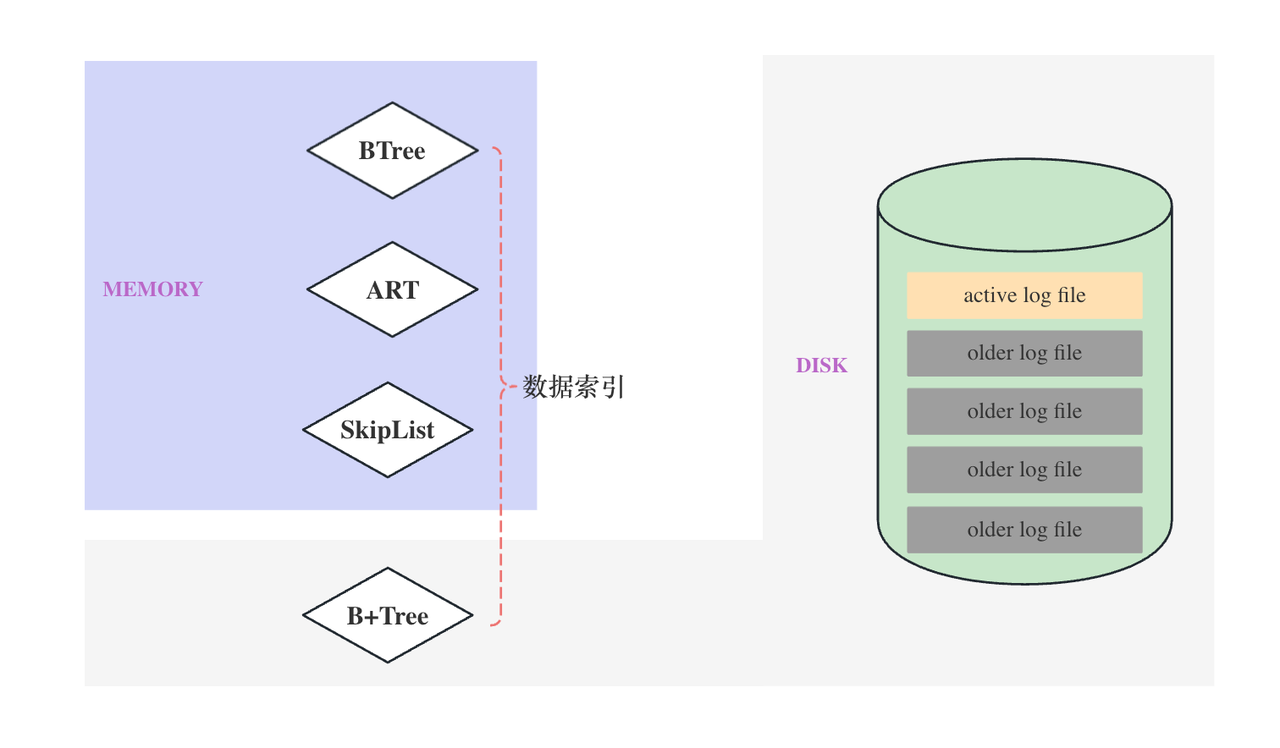 BTree
ART
MEMORY
SkipList
数据索引
B+Tree
DISK
active log file
older log file
older log file
older log file
older log file